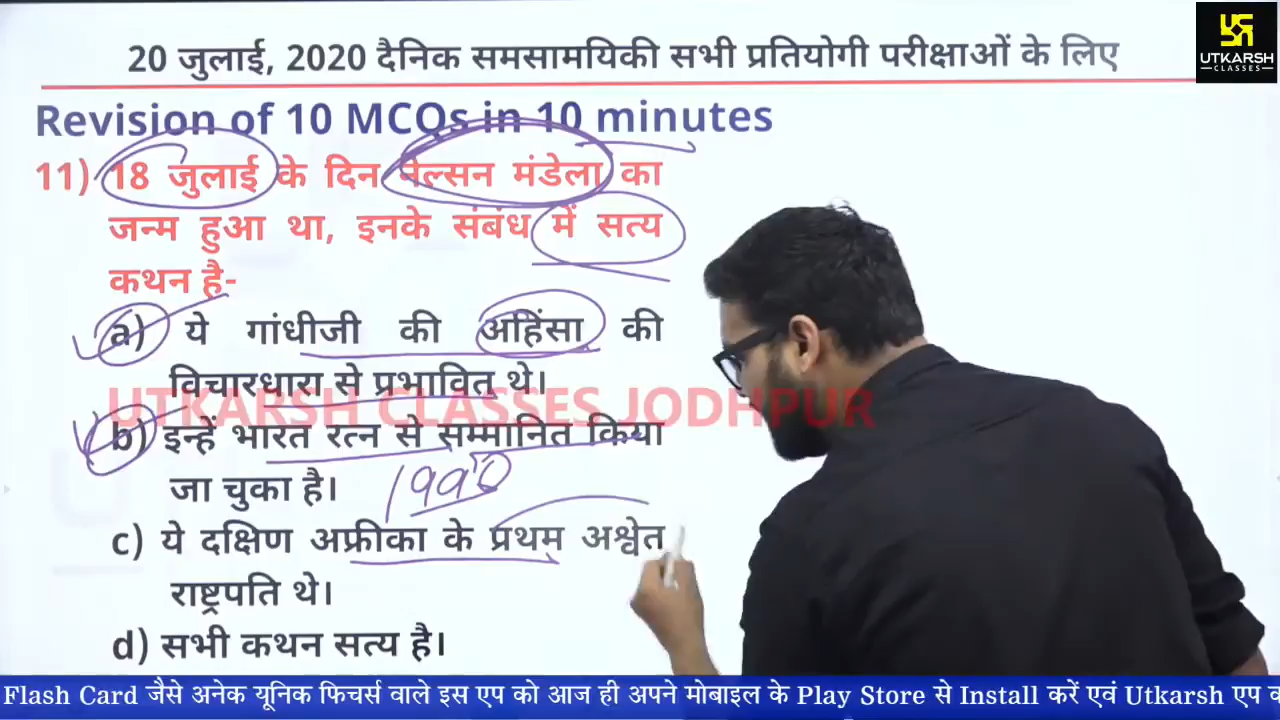 20 जुलाई, 2020 दैनिक समसामयिकी सभी प्रतियोगी परीक्षाओं के लिए
UTKARSH
CLASSES
Revision of 10 MCQs in 10 minutes
11) 18 जुलाई के दिन नेल्सन मंडेला का
जन्म हुआ था, इनके संबंध में सत्य
कथन है-
a) ये गांधीजी की अहिंसा की
विचारधारा से प्रभावित थे।
UTKARSH CLASSES JODHPUR
b) इन्हें भारत रत्न से सम्मानित किया
जा चुका है।
1990
c) ये दक्षिण अफ्रीका के प्रथम अश्वेत
राष्ट्रपति थे।
d) सभी कथन सत्य है।
Flash Card जैसे अनेक यूनिक फिचर्स वाले इस एप को आज ही अपने मोबाइल के Play Store से Install करें एवं Utkarsh एप क